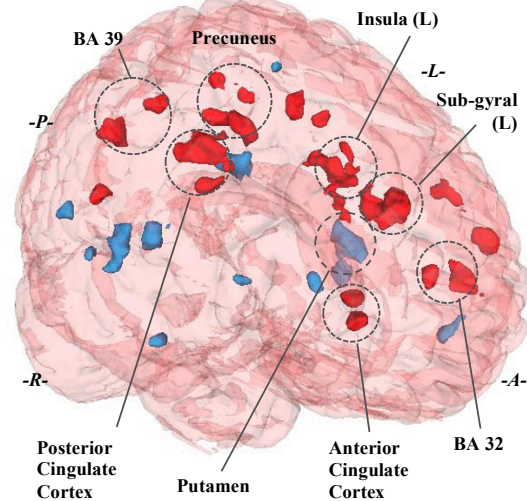 Insula (L)
BA 39
Precuneus
-L-
Sub-gyral
(L)
-P-
-R-
-A-
Posterior
Cingulate
Cortex
Putamen
Anterior
Cingulate
Cortex
BA 32